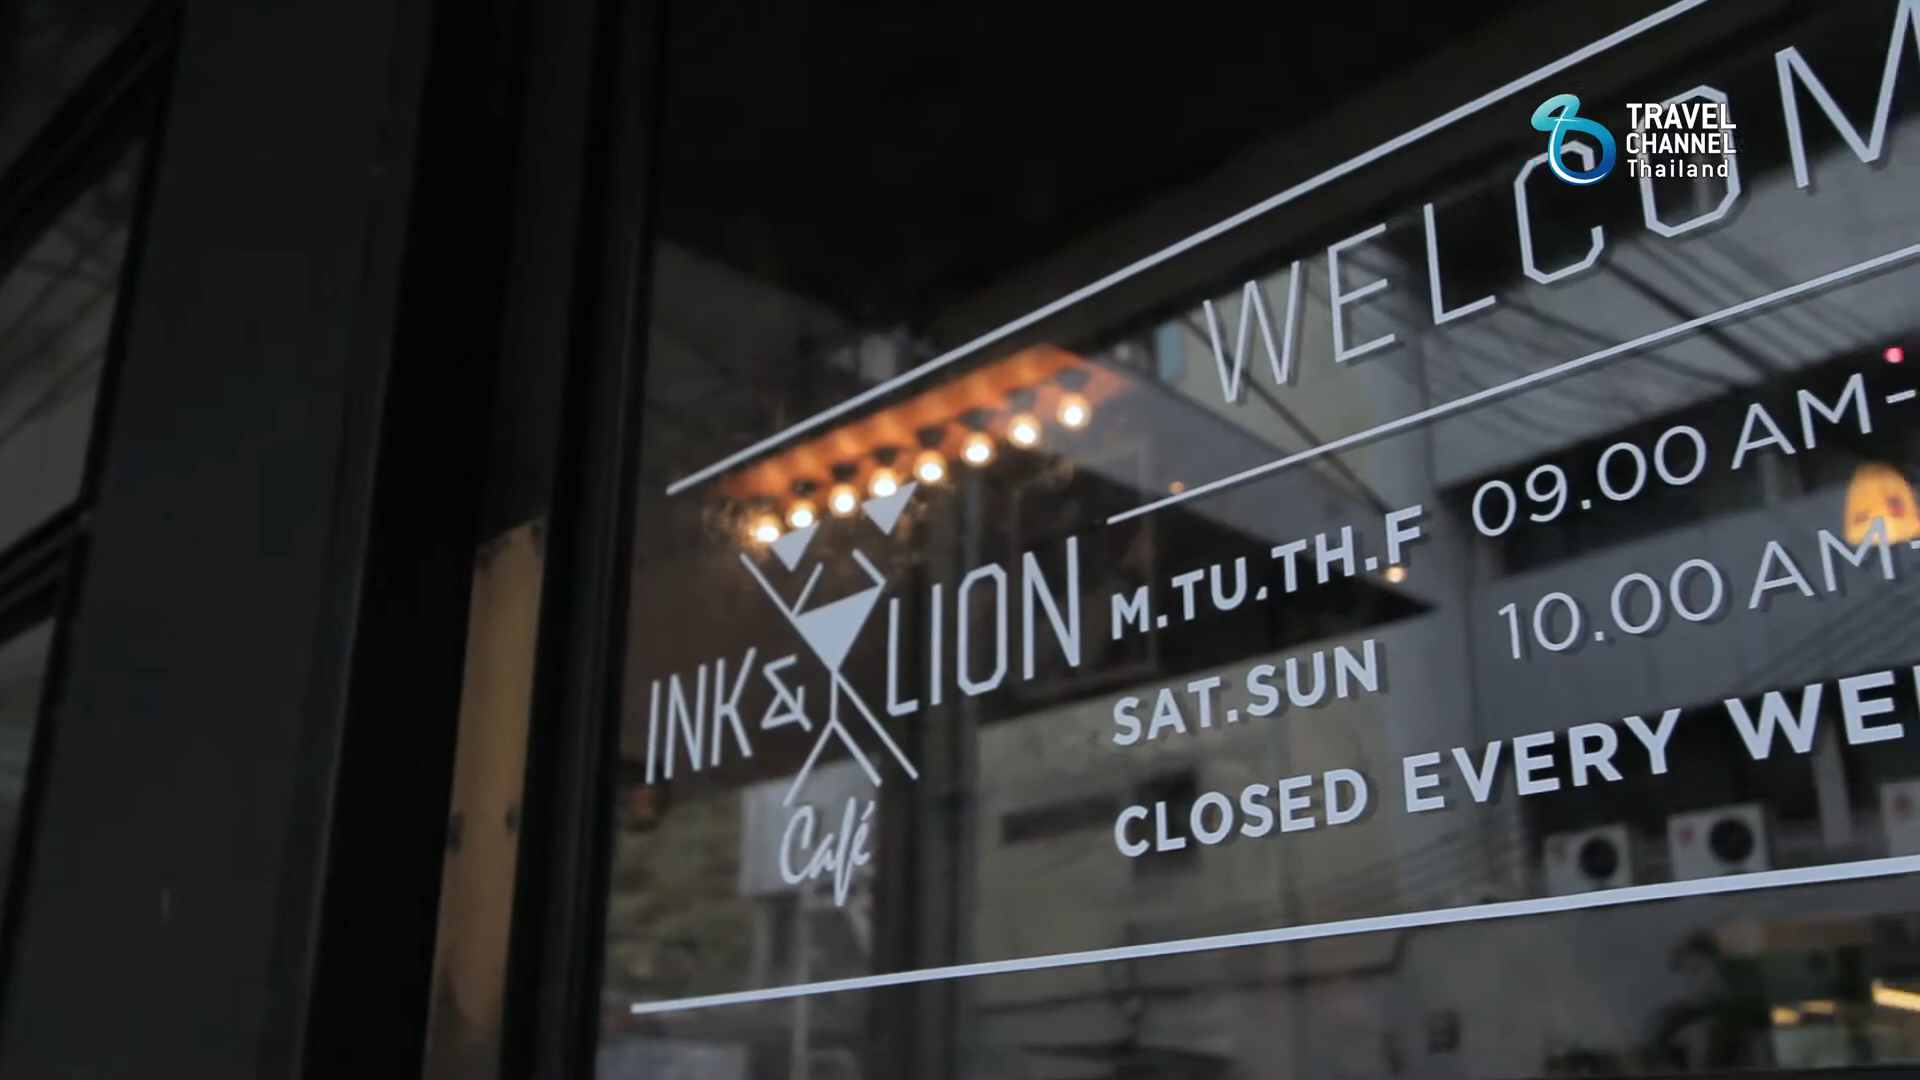 TRAVEL
CHANNEL
Thailand
WELCOM
INK & LION
Café
M.TU.TH.F 09.00 AM-
SAT.SUN 10.00 AM-
CLOSED EVERY WE